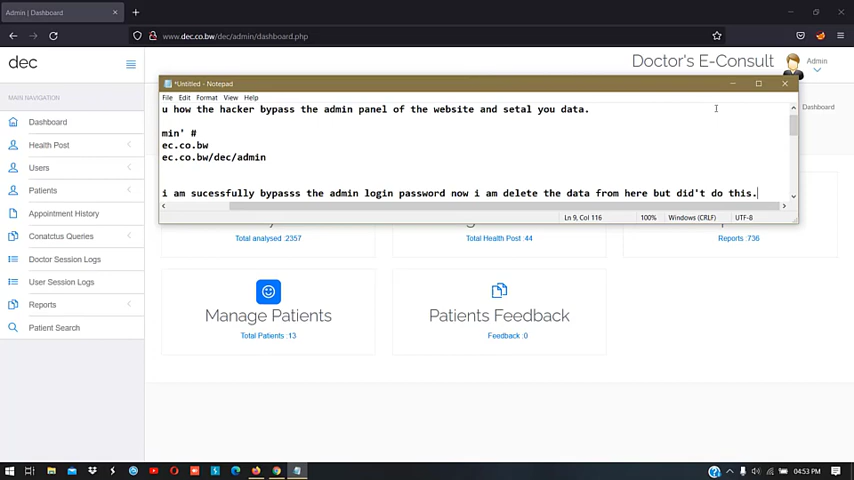 Admin | Dashboard
www.dec.co.bw/dec/admin/dashboard.php
dec
Doctor's E-Consult
Admin
*Untitled - Notepad
File Edit Format View Help
u how the hacker bypass the admin panel of the website and setal you data.
min' #
ec.co.bw
ec.co.bw/dec/admin
i am sucessfully bypasss the admin login password now i am delete the data from here but did't do this.
Ln 9, Col 116 100% Windows (CRLF) UTF-8
MAIN NAVIGATION
Dashboard
Dashboard
Health Post
Users
Patients
Appointment History
Conatctus Queries
Doctor Session Logs
User Session Logs
Reports
Patient Search
Total analysed :2357
Total Health Post :44
Reports :736
Manage Patients
Total Patients :13
Patients Feedback
Feedback :0
04:53 PM